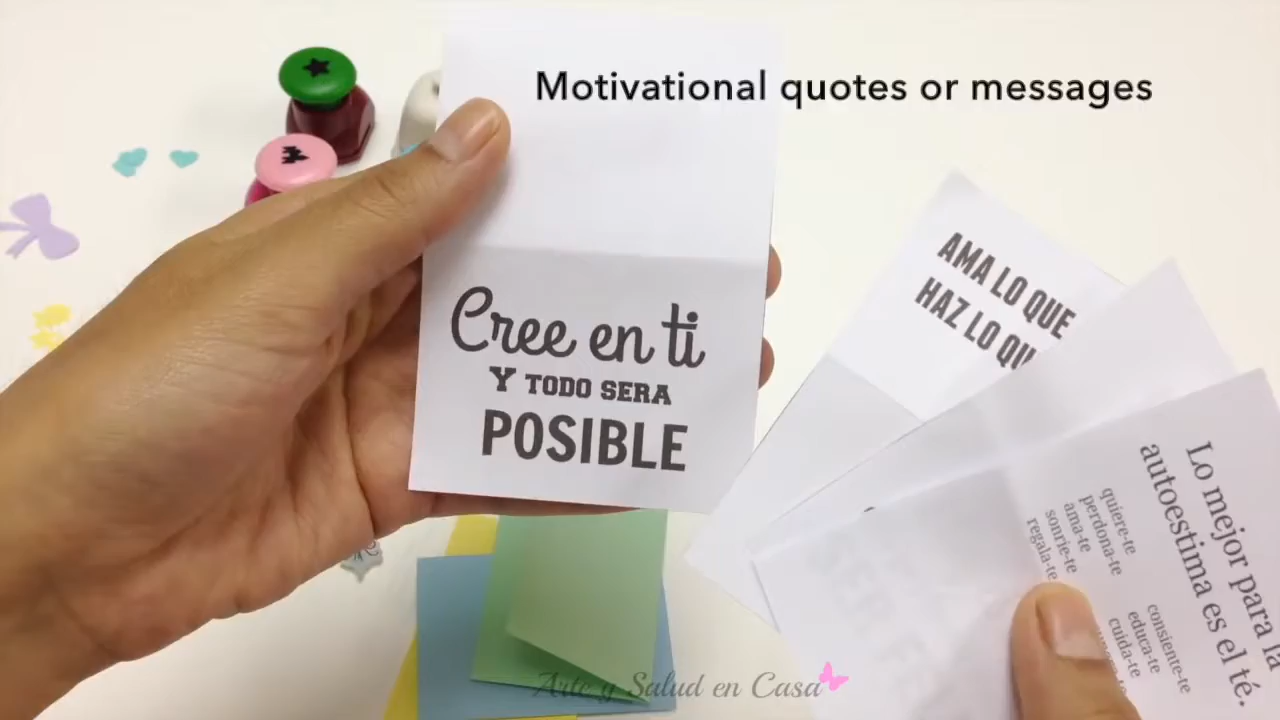 Motivational quotes or messages
Cree en ti
Y TODO SERA
POSIBLE
AMA LO QUE
HAZ LO
Lo mejor para la
autoestima es el té.
quiere-te
perdona-te
ama-te
sonríe-te
regala-te
consiente-te
educa-te
cuida-te
Arte y Salud en Casa